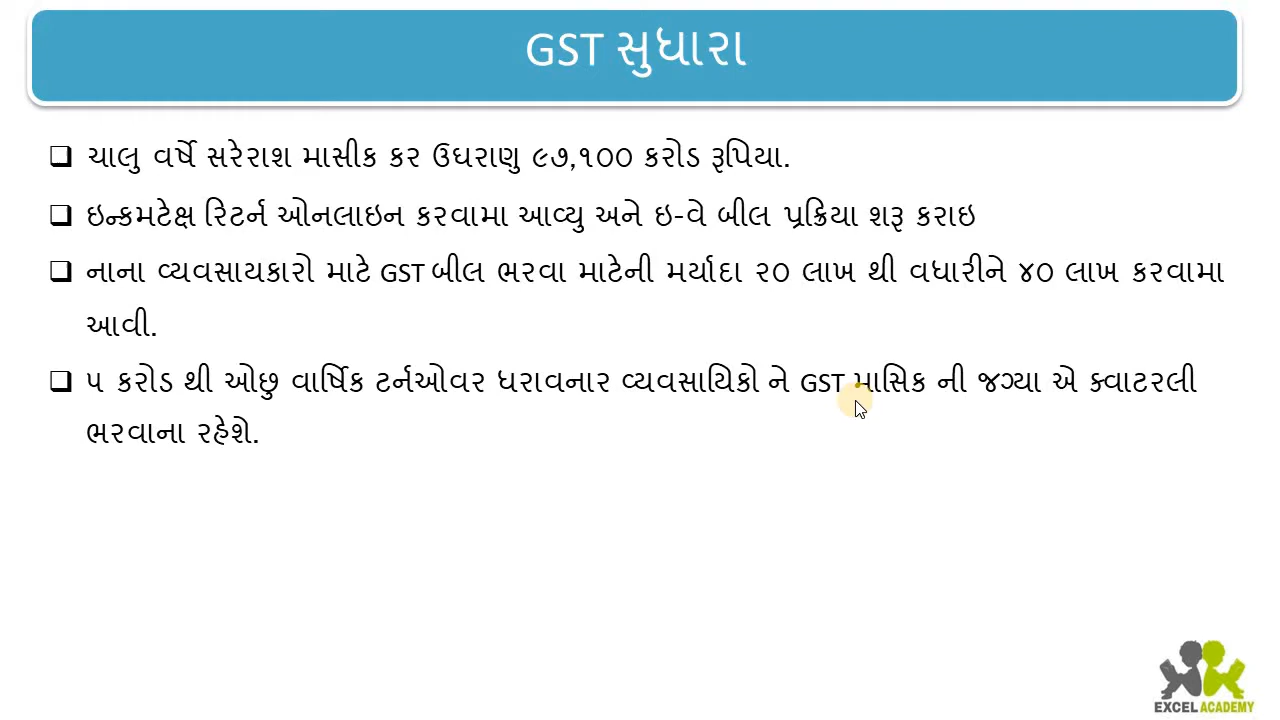 GST સુધારા
ચાલુ વર્ષે સરેરાશ માસીક કર ઉઘરાણુ ૯૭,૧૦૦ કરોડ રૂપિયા.
ઇન્ક્મટેક્ષ રિટર્ન ઓનલાઇન કરવામા આવ્યુ અને ઇ-વે બીલ પ્રક્રિયા શરૂ કરાઇ
નાના વ્યવસાયકારો માટે GST બીલ ભરવા માટેની મર્યાદા ૨૦ લાખ થી વધારીને ૪૦ લાખ કરવામા
આવી.
૫ કરોડ થી ઓછુ વાર્ષિક ટર્નઓવર ધરાવનાર વ્યવસાયિકો ને GST માસિક ની જગ્યા એ ક્વાટરલી
ભરવાના રહેશે.
EXCEL ACADEMY